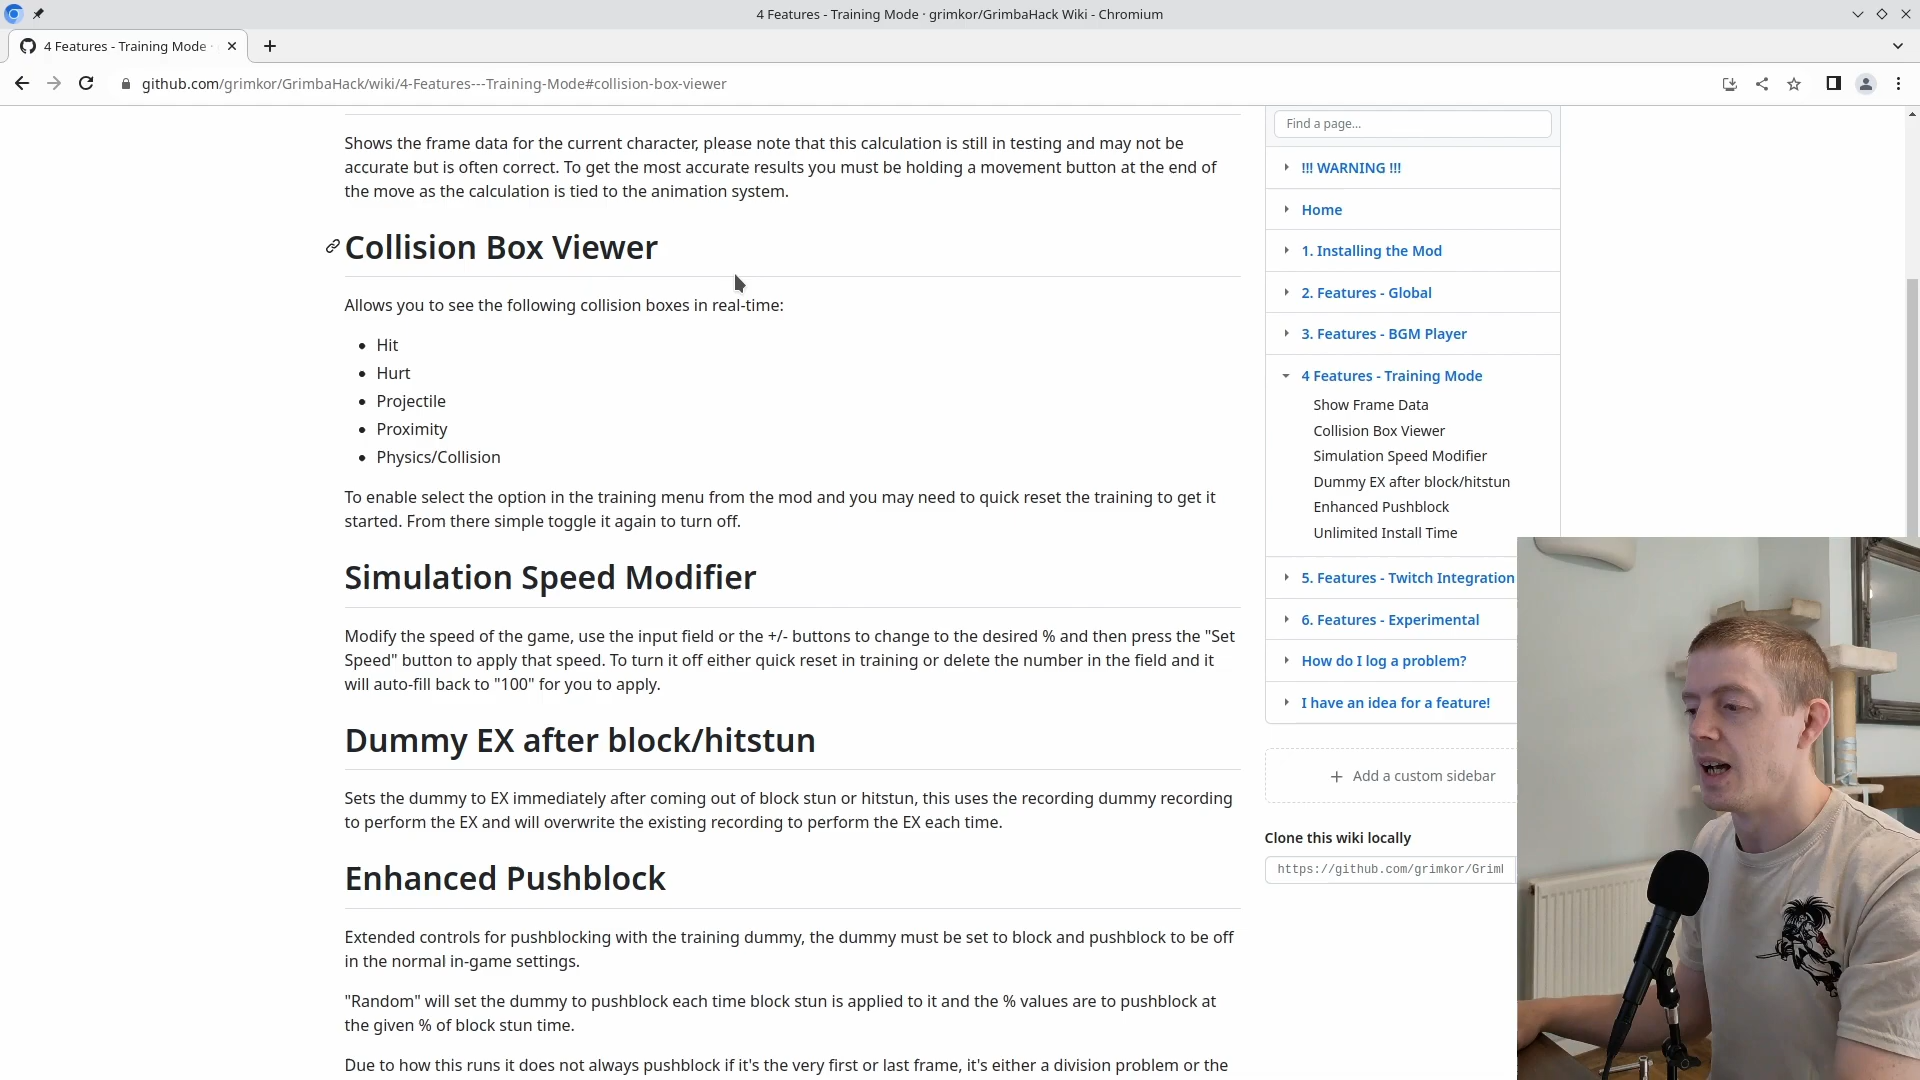 4 Features - Training Mode · grimkor/GrimbaHack Wiki - Chromium
4 Features - Training Mode ·
github.com/grimkor/GrimbaHack/wiki/4-Features---Training-Mode#collision-box-viewer
Shows the frame data for the current character, please note that this calculation is still in testing and may not be
accurate but is often correct. To get the most accurate results you must be holding a movement button at the end of
the move as the calculation is tied to the animation system.
Collision Box Viewer
Allows you to see the following collision boxes in real-time:
Hit
Hurt
Projectile
Proximity
Physics/Collision
To enable select the option in the training menu from the mod and you may need to quick reset the training to get it
started. From there simple toggle it again to turn off.
Simulation Speed Modifier
Modify the speed of the game, use the input field or the +/- buttons to change to the desired % and then press the "Set
Speed" button to apply that speed. To turn it off either quick reset in training or delete the number in the field and it
will auto-fill back to "100" for you to apply.
Dummy EX after block/hitstun
Sets the dummy to EX immediately after coming out of block stun or hitstun, this uses the recording dummy recording
to perform the EX and will overwrite the existing recording to perform the EX each time.
Enhanced Pushblock
Extended controls for pushblocking with the training dummy, the dummy must be set to block and pushblock to be off
in the normal in-game settings.
"Random" will set the dummy to pushblock each time block stun is applied to it and the % values are to pushblock at
the given % of block stun time.
Due to how this runs it does not always pushblock if it's the very first or last frame, it's either a division problem or the
Find a page...
!!! WARNING !!!
Home
1. Installing the Mod
2. Features - Global
3. Features - BGM Player
4 Features - Training Mode
Show Frame Data
Collision Box Viewer
Simulation Speed Modifier
Dummy EX after block/hitstun
Enhanced Pushblock
Unlimited Install Time
5. Features - Twitch Integration
6. Features - Experimental
How do I log a problem?
I have an idea for a feature!
+ Add a custom sidebar
Clone this wiki locally
https://github.com/grimkor/Grim